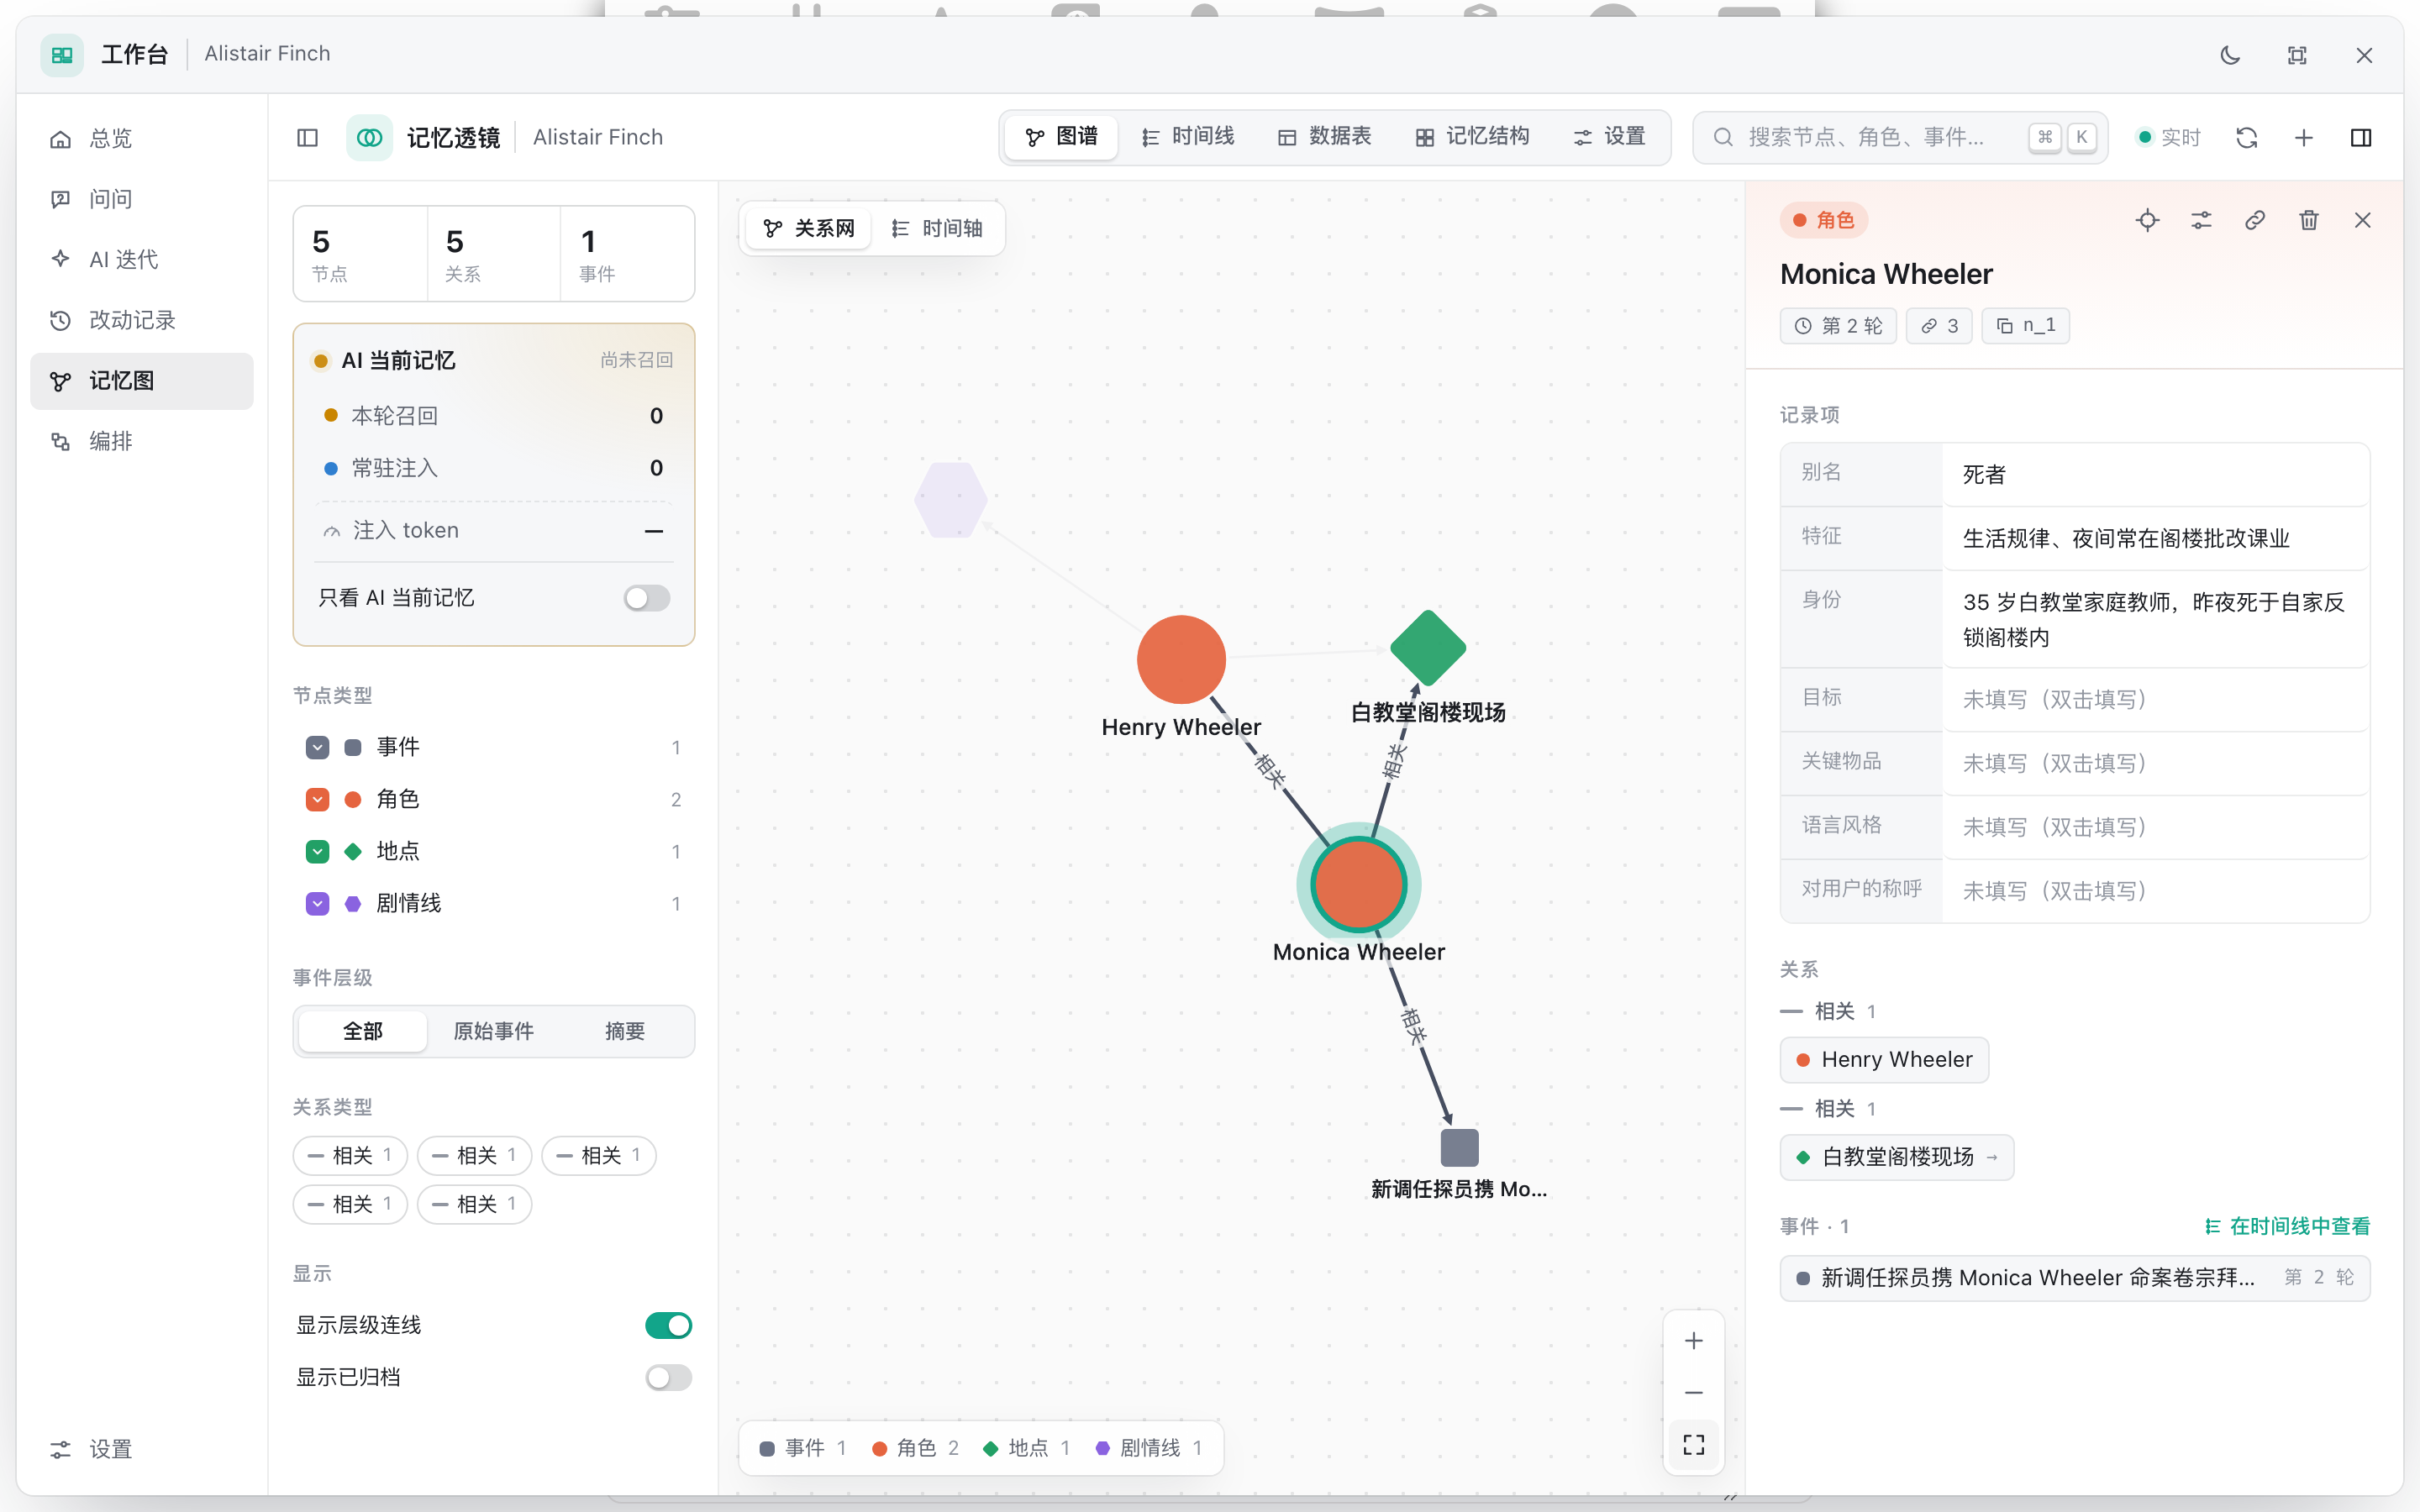 工作台 Alistair Finch
总览
问问
AI 迭代
改动记录
记忆图
编排
设置
记忆透镜 Alistair Finch
图谱 时间线 数据表 记忆结构 设置
搜索节点、角色、事件... ⌘ K
实时
5 5 1
节点 关系 事件
AI 当前记忆 尚未召回
本轮召回 0
常驻注入 0
注入 token —
只看 AI 当前记忆
节点类型
事件 1
角色 2
地点 1
剧情线 1
事件层级
全部 原始事件 摘要
关系类型
相关 1 相关 1 相关 1
相关 1 相关 1
显示
显示层级连线
显示已归档
关系网 时间轴
Henry Wheeler
白教堂阁楼现场
相关
相关
Monica Wheeler
相关
新调任探员携 Mo...
事件 1 角色 2 地点 1 剧情线 1
角色
Monica Wheeler
第 2 轮 3 n_1
记录项
别名 死者
特征 生活规律、夜间常在阁楼批改课业
身份 35 岁白教堂家庭教师，昨夜死于自家反
锁阁楼内
目标 未填写（双击填写）
关键物品 未填写（双击填写）
语言风格 未填写（双击填写）
对用户的称呼 未填写（双击填写）
关系
相关 1
Henry Wheeler
相关 1
白教堂阁楼现场 →
事件 · 1 在时间线中查看
新调任探员携 Monica Wheeler 命案卷宗拜... 第 2 轮